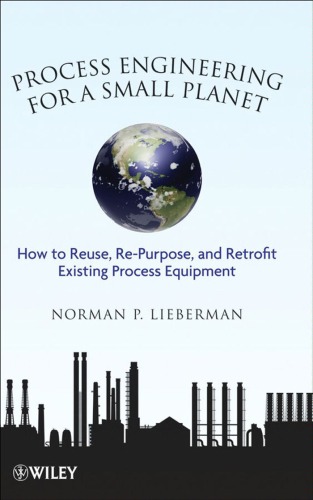 PROCESS ENGINEERING
FOR A SMALL PLANET
How to Reuse, Re-Purpose, and Retrofit
Existing Process Equipment
NORMAN P. LIEBERMAN
WILEY